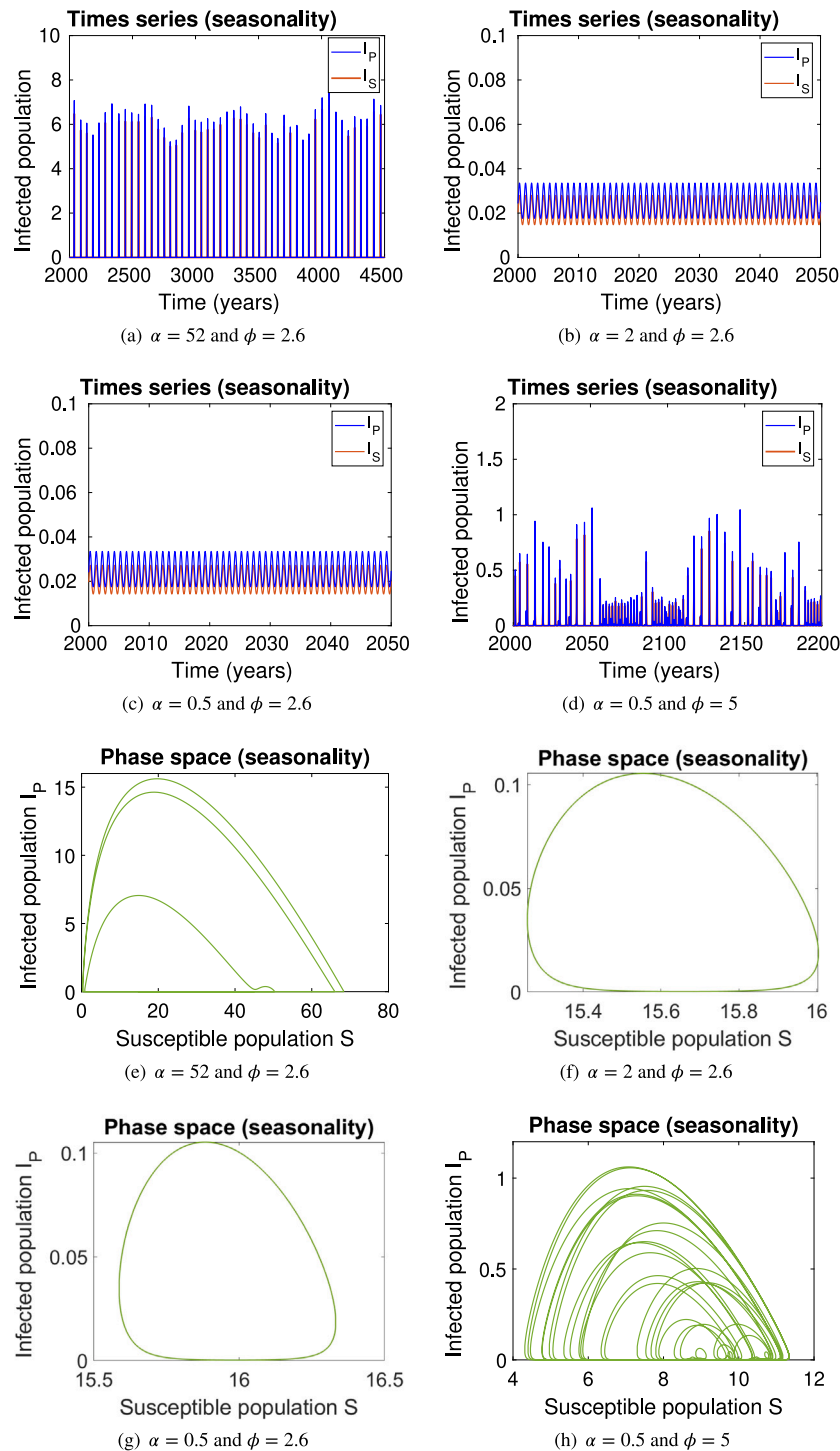 Times series (seasonality)
10
8
6
4
2
0
Infected population
I_P
I_S
2000 2500 3000 3500 4000 4500
Time (years)
(a) α = 52 and ϕ = 2.6
Times series (seasonality)
0.1
0.08
0.06
0.04
0.02
0
Infected population
I_P
I_S
2000 2010 2020 2030 2040 2050
Time (years)
(b) α = 2 and ϕ = 2.6
Times series (seasonality)
0.1
0.08
0.06
0.04
0.02
0
Infected population
I_P
I_S
2000 2010 2020 2030 2040 2050
Time (years)
(c) α = 0.5 and ϕ = 2.6
Times series (seasonality)
2
1.5
1
0.5
0
Infected population
I_P
I_S
2000 2050 2100 2150 2200
Time (years)
(d) α = 0.5 and ϕ = 5
Phase space (seasonality)
15
10
5
0
Infected population I_P
0 20 40 60 80
Susceptible population S
(e) α = 52 and ϕ = 2.6
Phase space (seasonality)
0.1
0.05
0
Infected population I_P
15.4 15.6 15.8 16
Susceptible population S
(f) α = 2 and ϕ = 2.6
Phase space (seasonality)
0.1
0.05
0
Infected population I_P
15.5 16 16.5
Susceptible population S
(g) α = 0.5 and ϕ = 2.6
Phase space (seasonality)
1
0.5
0
Infected population I_P
4 6 8 10 12
Susceptible population S
(h) α = 0.5 and ϕ = 5